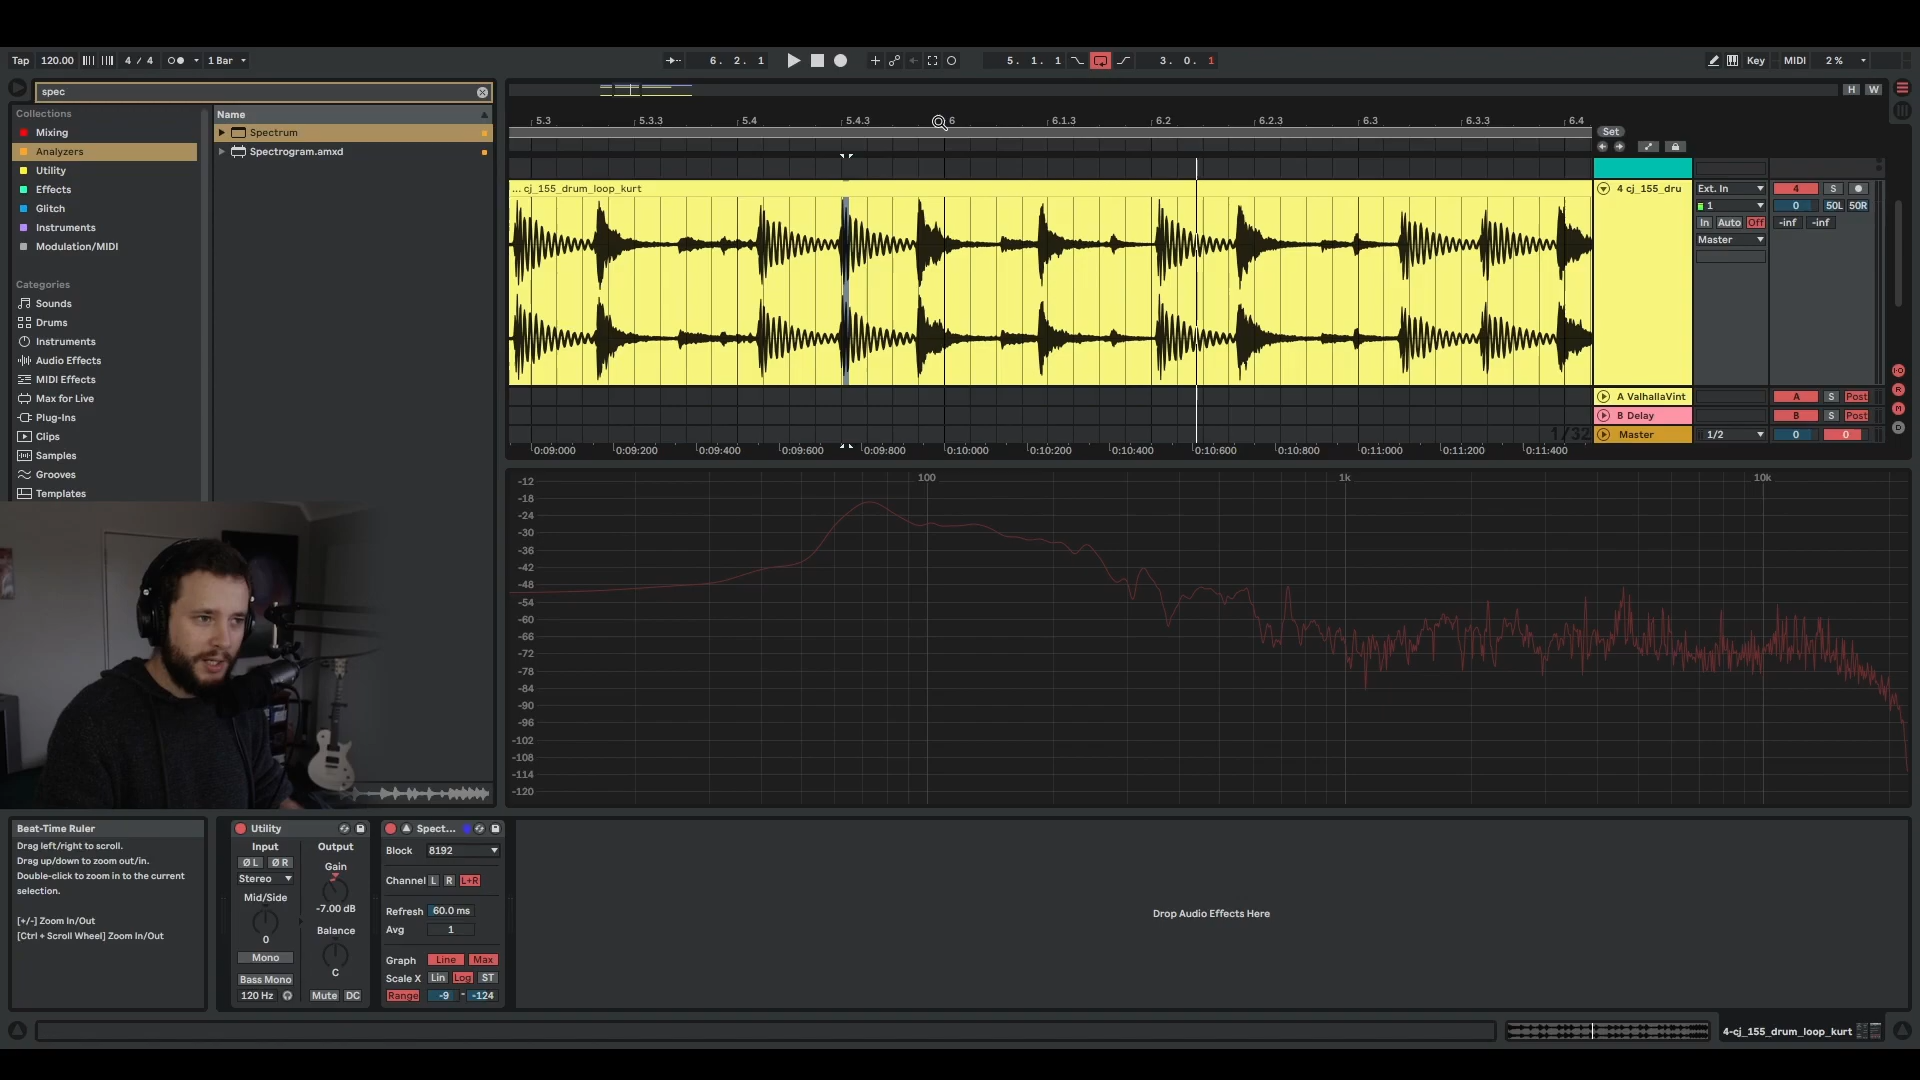 Tap 120.00 4 / 4 1 Bar 6. 2. 1 5. 1. 1 3. 0. 1 Key MIDI 2 %
spec
H W
Collections Name
Mixing
Analyzers
Utility
Effects
Glitch
Instruments
Modulation/MIDI
Categories
Sounds
Drums
Instruments
Audio Effects
MIDI Effects
Max for Live
Plug-Ins
Clips
Samples
Grooves
Templates
Spectrum
Spectrogram.amxd
5.3 5.3.3 5.4 5.4.3 6 6.1.3 6.2 6.2.3 6.3 6.3.3 6.4
Set
... cj_155_drum_loop_kurt
4 cj_155_dru Ext. In 4 S
1 0 50L 50R
In Auto Off -inf -inf
Master
A ValhallaVint A S Post
B Delay B S Post
1/32
Master 1/2 0 0
0:09:000 0:09:200 0:09:400 0:09:600 0:09:800 0:10:000 0:10:200 0:10:400 0:10:600 0:10:800 0:11:000 0:11:200 0:11:400
100 1k 10k
-12
-18
-24
-30
-36
-42
-48
-54
-60
-66
-72
-78
-84
-90
-96
-102
-108
-114
-120
Beat-Time Ruler
Drag left/right to scroll.
Drag up/down to zoom out/in.
Double-click to zoom in to the current
selection.
[+/-] Zoom In/Out
[Ctrl + Scroll Wheel] Zoom In/Out
Utility
Input Output
Ø L Ø R Gain
Stereo
Mid/Side -7.00 dB
0 Balance
Mono C
Bass Mono
120 Hz Mute DC
Spect...
Block 8192
Channel L R L+R
Refresh 60.0 ms
Avg 1
Graph Line Max
Scale X Lin Log ST
Range -9 - -124
Drop Audio Effects Here
4-cj_155_drum_loop_kurt